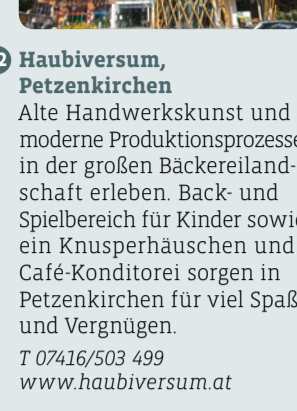 2 Haubiversum,
Petzenkirchen
Alte Handwerkskunst und
moderne Produktionsprozesse
in der großen Bäckereiland-
schaft erleben. Back- und
Spielbereich für Kinder sowie
ein Knusperhäuschen und
Café-Konditorei sorgen in
Petzenkirchen für viel Spaß
und Vergnügen.
T 07416/503 499
www.haubiversum.at